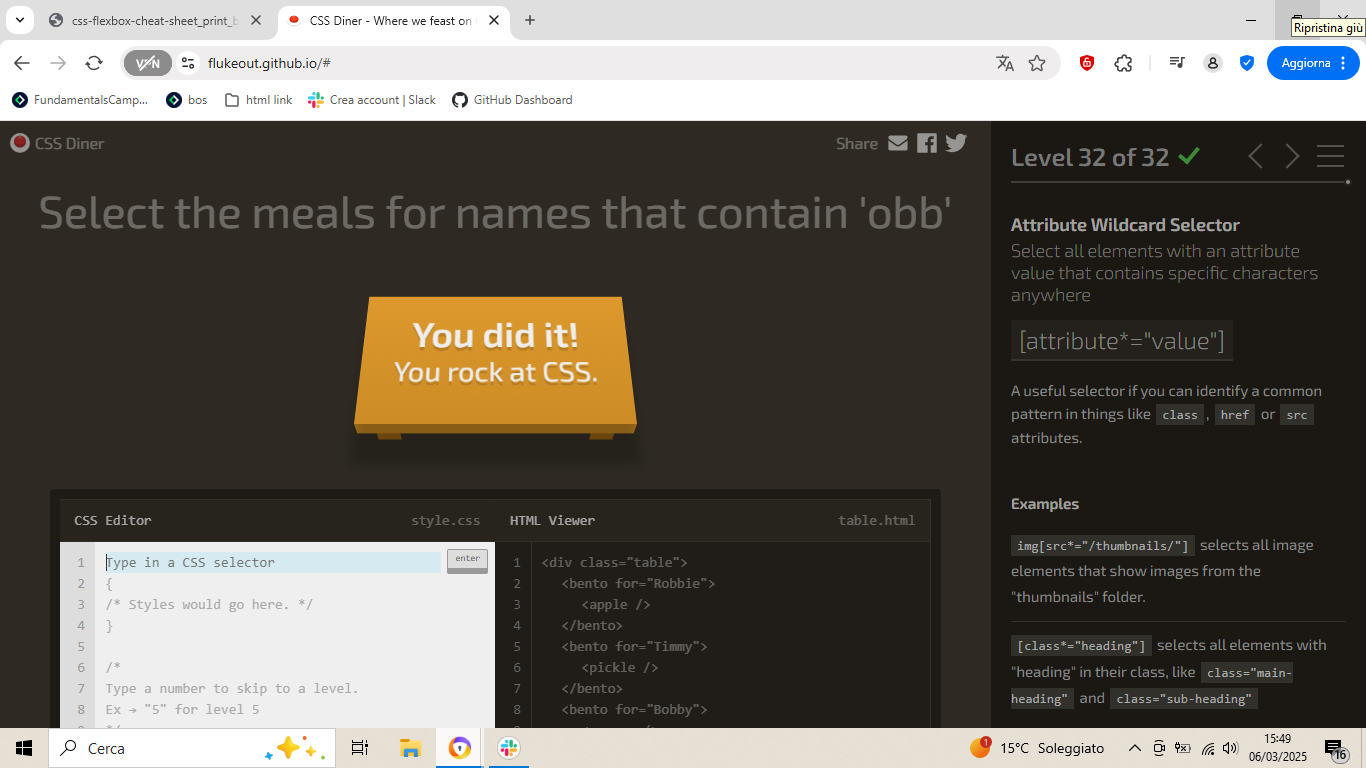 css-flexbox-cheat-sheet_print_b
CSS Diner - Where we feast on
Ripristina giù
VPN
flukeout.github.io/#
6
Aggiorna
FundamentalsCamp...
bos
html link
Crea account | Slack
GitHub Dashboard
CSS Diner
Share
Select the meals for names that contain 'obb'
You did it!
You rock at CSS.
CSS Editor
style.css
HTML Viewer
table.html
1 Type in a CSS selector
enter
2 {
3 /* Styles would go here. */
4 }
5
6 /*
7 Type a number to skip to a level.
8 Ex → "5" for level 5
1 <div class="table">
2 <bento for="Robbie">
3 <apple />
4 </bento>
5 <bento for="Timmy">
6 <pickle />
7 </bento>
8 <bento for="Bobby">
Level 32 of 32
Attribute Wildcard Selector
Select all elements with an attribute
value that contains specific characters
anywhere
[attribute*="value"]
A useful selector if you can identify a common
pattern in things like class, href or src
attributes.
Examples
img[src*="/thumbnails/"] selects all image
elements that show images from the
"thumbnails" folder.
[class*="heading"] selects all elements with
"heading" in their class, like class="main-
heading" and class="sub-heading"
Cerca
1
15°C Soleggiato
15:49
06/03/2025
16